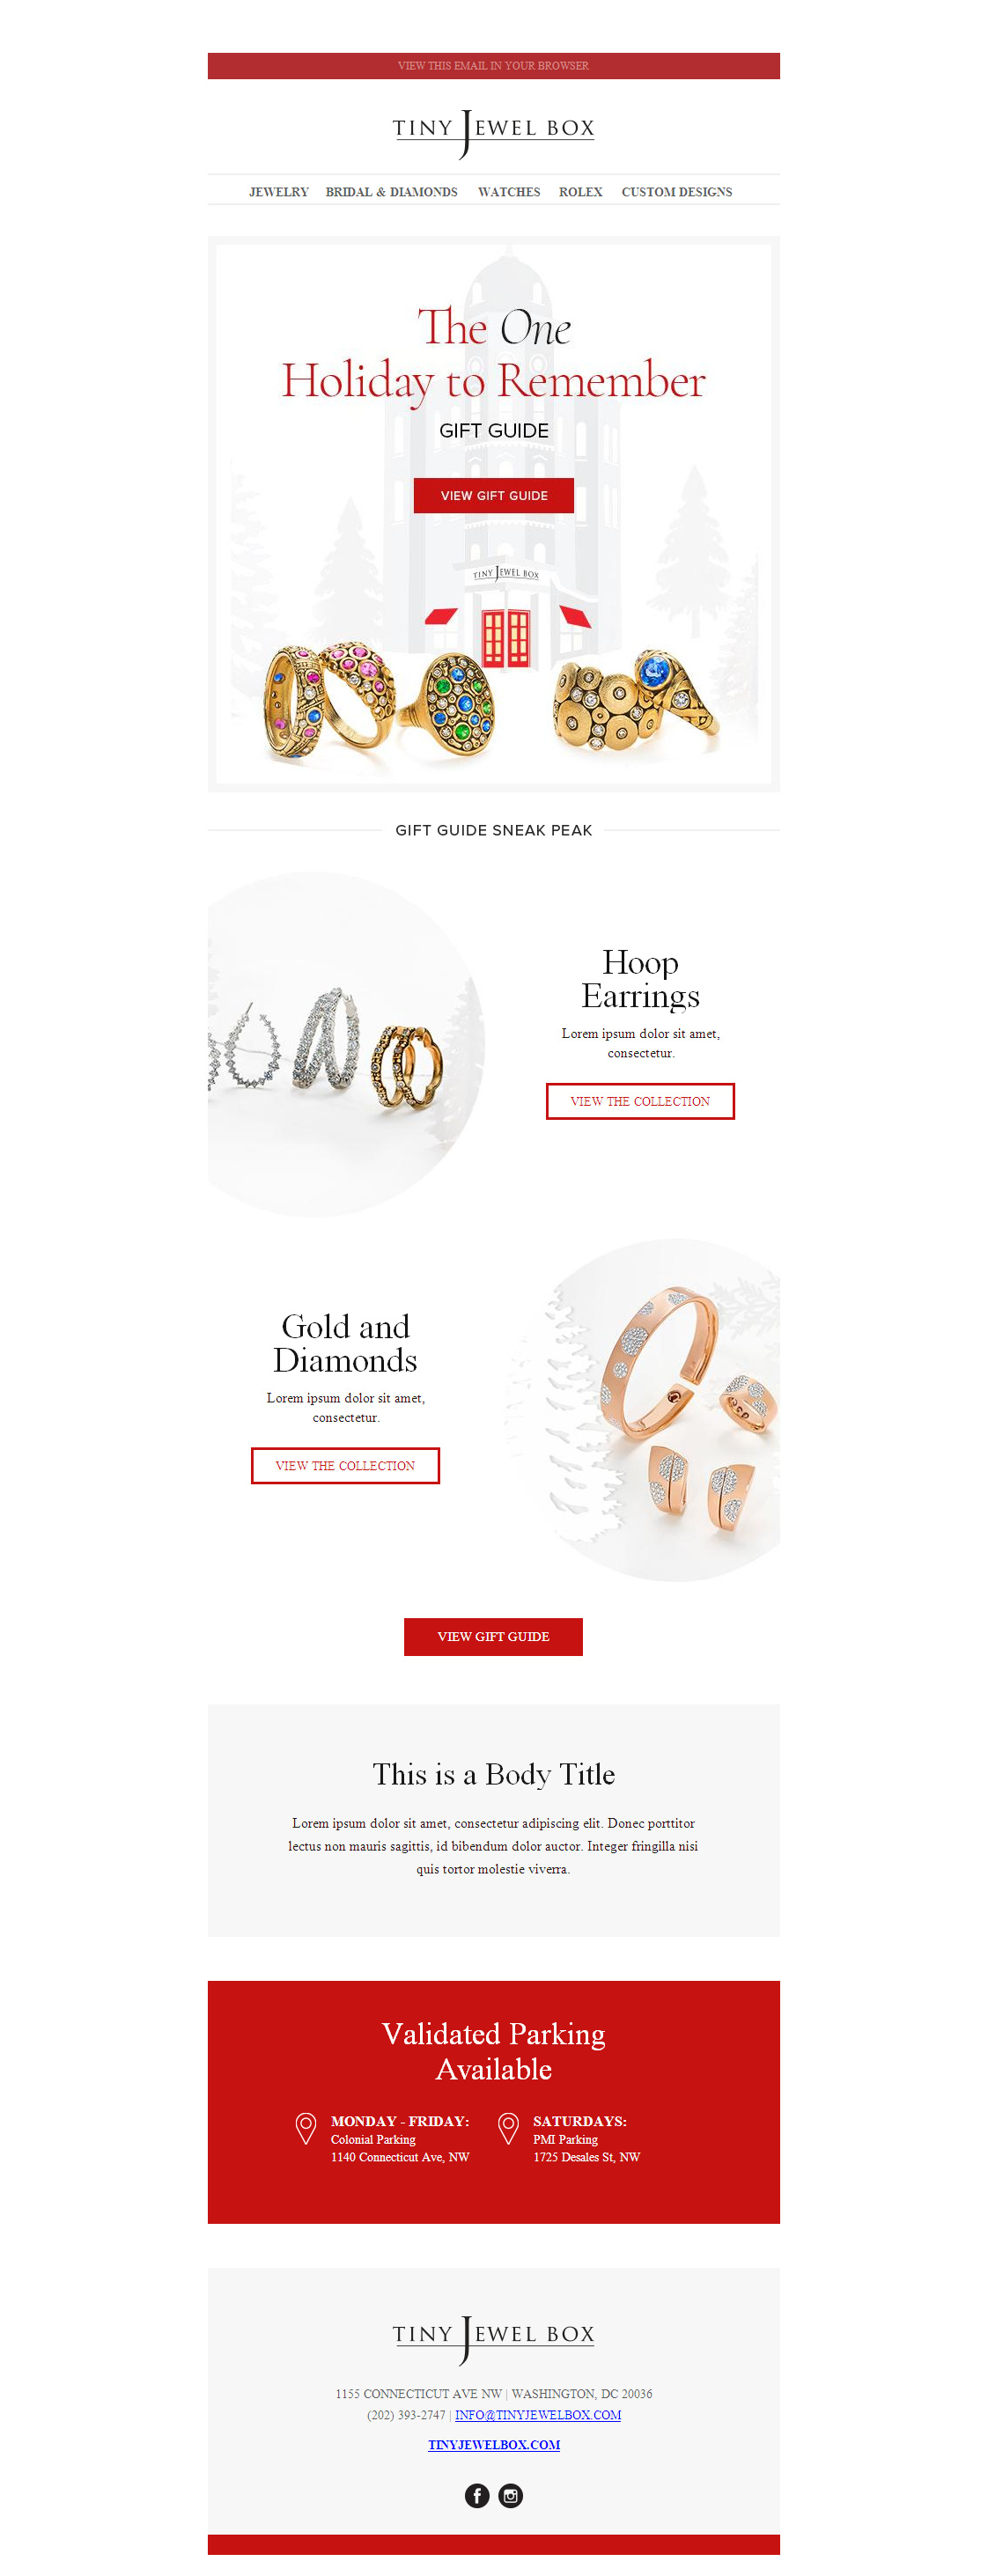 VIEW THIS EMAIL IN YOUR BROWSER
TINY JEWEL BOX
JEWELRY BRIDAL & DIAMONDS WATCHES ROLEX CUSTOM DESIGNS
The One
Holiday to Remember
GIFT GUIDE
VIEW GIFT GUIDE
TINY JEWEL BOX
GIFT GUIDE SNEAK PEAK
Hoop
Earrings
Lorem ipsum dolor sit amet,
consectetur.
VIEW THE COLLECTION
Gold and
Diamonds
Lorem ipsum dolor sit amet,
consectetur.
VIEW THE COLLECTION
VIEW GIFT GUIDE
This is a Body Title
Lorem ipsum dolor sit amet, consectetur adipiscing elit. Donec porttitor
lectus non mauris sagittis, id bibendum dolor auctor. Integer fringilla nisi
quis tortor molestie viverra.
Validated Parking
Available
MONDAY - FRIDAY:
Colonial Parking
1140 Connecticut Ave, NW
SATURDAYS:
PMI Parking
1725 Desales St, NW
TINY JEWEL BOX
1155 CONNECTICUT AVE NW | WASHINGTON, DC 20036
(202) 393-2747 | INFO@TINYJEWELBOX.COM
TINYJEWELBOX.COM